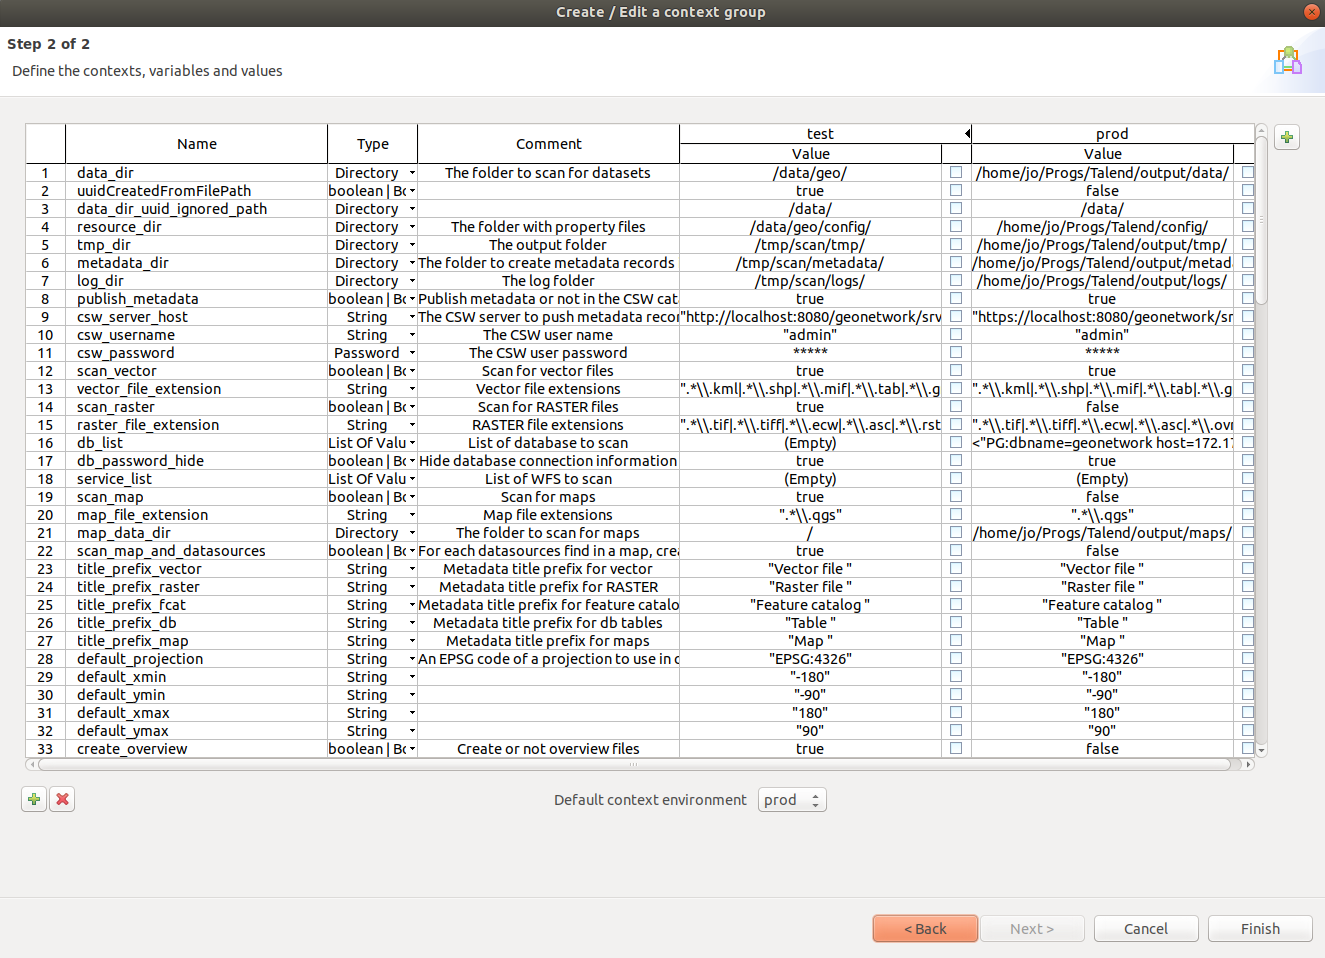 Create / Edit a context group
Step 2 of 2
Define the contexts, variables and values
Name Type Comment test prod
Value Value
1 data_dir Directory The folder to scan for datasets /data/geo/ /home/jo/Progs/Talend/output/data/
2 uuidCreatedFromFilePath boolean | Bo true false
3 data_dir_uuid_ignored_path Directory /data/ /data/
4 resource_dir Directory The folder with property files /data/geo/config/ /home/jo/Progs/Talend/config/
5 tmp_dir Directory The output folder /tmp/scan/tmp/ /home/jo/Progs/Talend/output/tmp/
6 metadata_dir Directory The folder to create metadata records /tmp/scan/metadata/ /home/jo/Progs/Talend/output/metad
7 log_dir Directory The log folder /tmp/scan/logs/ /home/jo/Progs/Talend/output/logs/
8 publish_metadata boolean | Bo Publish metadata or not in the CSW cat true true
9 csw_server_host String The CSW server to push metadata recor "http://localhost:8080/geonetwork/srv "https://localhost:8080/geonetwork/sr
10 csw_username String The CSW user name "admin" "admin"
11 csw_password Password The CSW user password ***** *****
12 scan_vector boolean | Bo Scan for vector files true true
13 vector_file_extension String Vector file extensions ".*\\.kml|.*\\.shp|.*\\.mif|.*\\.tab|.*\\.g ".*\\.kml|.*\\.shp|.*\\.mif|.*\\.tab|.*\\.g
14 scan_raster boolean | Bo Scan for RASTER files true false
15 raster_file_extension String RASTER file extensions ".*\\.tif|.*\\.tiff|.*\\.ecw|.*\\.asc|.*\\.rst ".*\\.tif|.*\\.tiff|.*\\.ecw|.*\\.asc|.*\\.ov
16 db_list List Of Valu List of database to scan (Empty) <"PG:dbname=geonetwork host=172.17
17 db_password_hide boolean | Bo Hide database connection information true true
18 service_list List Of Valu List of WFS to scan (Empty) (Empty)
19 scan_map boolean | Bo Scan for maps true false
20 map_file_extension String Map file extensions ".*\\.qgs" ".*\\.qgs"
21 map_data_dir Directory The folder to scan for maps / /home/jo/Progs/Talend/output/maps/
22 scan_map_and_datasources boolean | Bo For each datasources find in a map, crea true false
23 title_prefix_vector String Metadata title prefix for vector "Vector file " "Vector file "
24 title_prefix_raster String Metadata title prefix for RASTER "Raster file " "Raster file "
25 title_prefix_fcat String Metadata title prefix for feature catalo "Feature catalog " "Feature catalog "
26 title_prefix_db String Metadata title prefix for db tables "Table " "Table "
27 title_prefix_map String Metadata title prefix for maps "Map " "Map "
28 default_projection String An EPSG code of a projection to use in c "EPSG:4326" "EPSG:4326"
29 default_xmin String "-180" "-180"
30 default_ymin String "-90" "-90"
31 default_xmax String "180" "180"
32 default_ymax String "90" "90"
33 create_overview boolean | Bo Create or not overview files true false
Default context environment prod
< Back Next > Cancel Finish